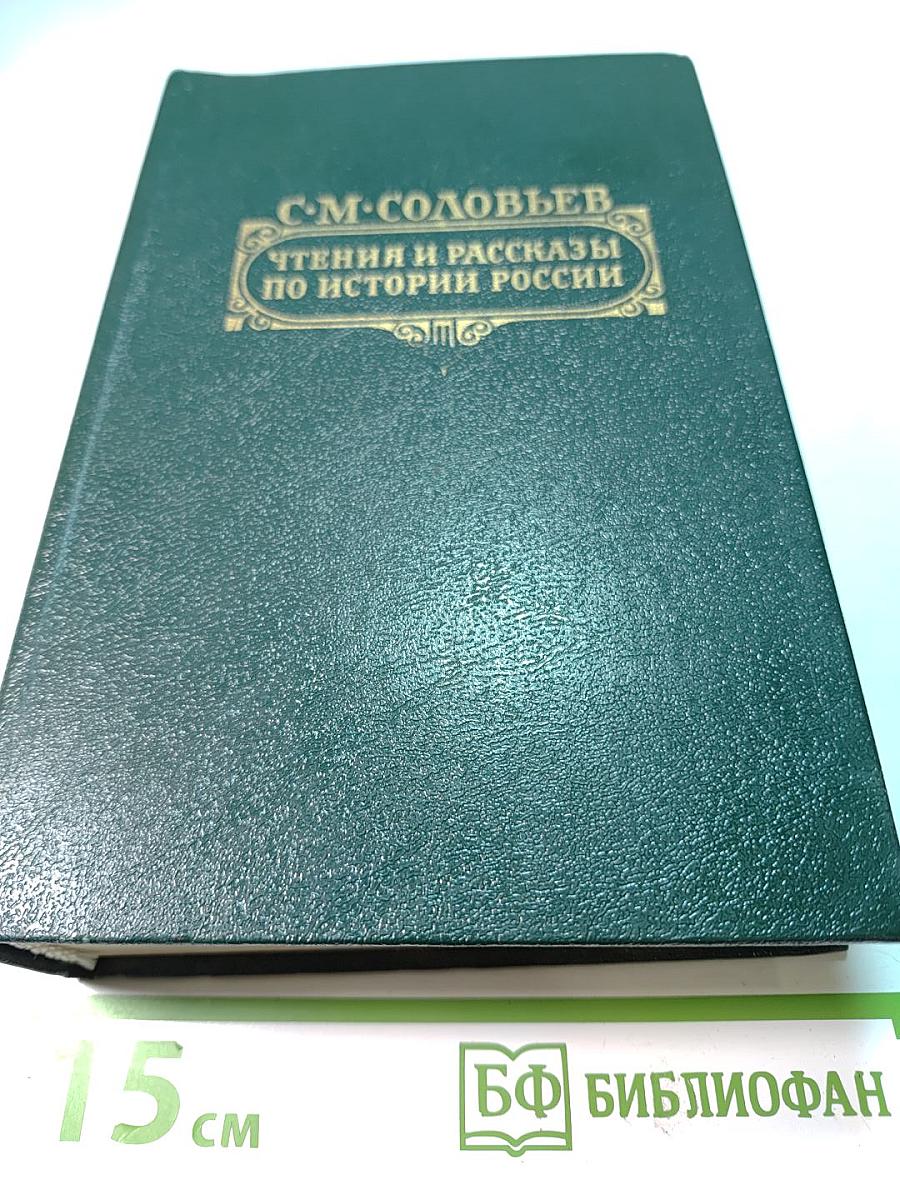 С·М·СОЛОВЬЕВ
ЧТЕНИЯ И РАССКАЗЫ
ПО ИСТОРИИ РОССИИ
15 см
БФ БИБЛИОФАН